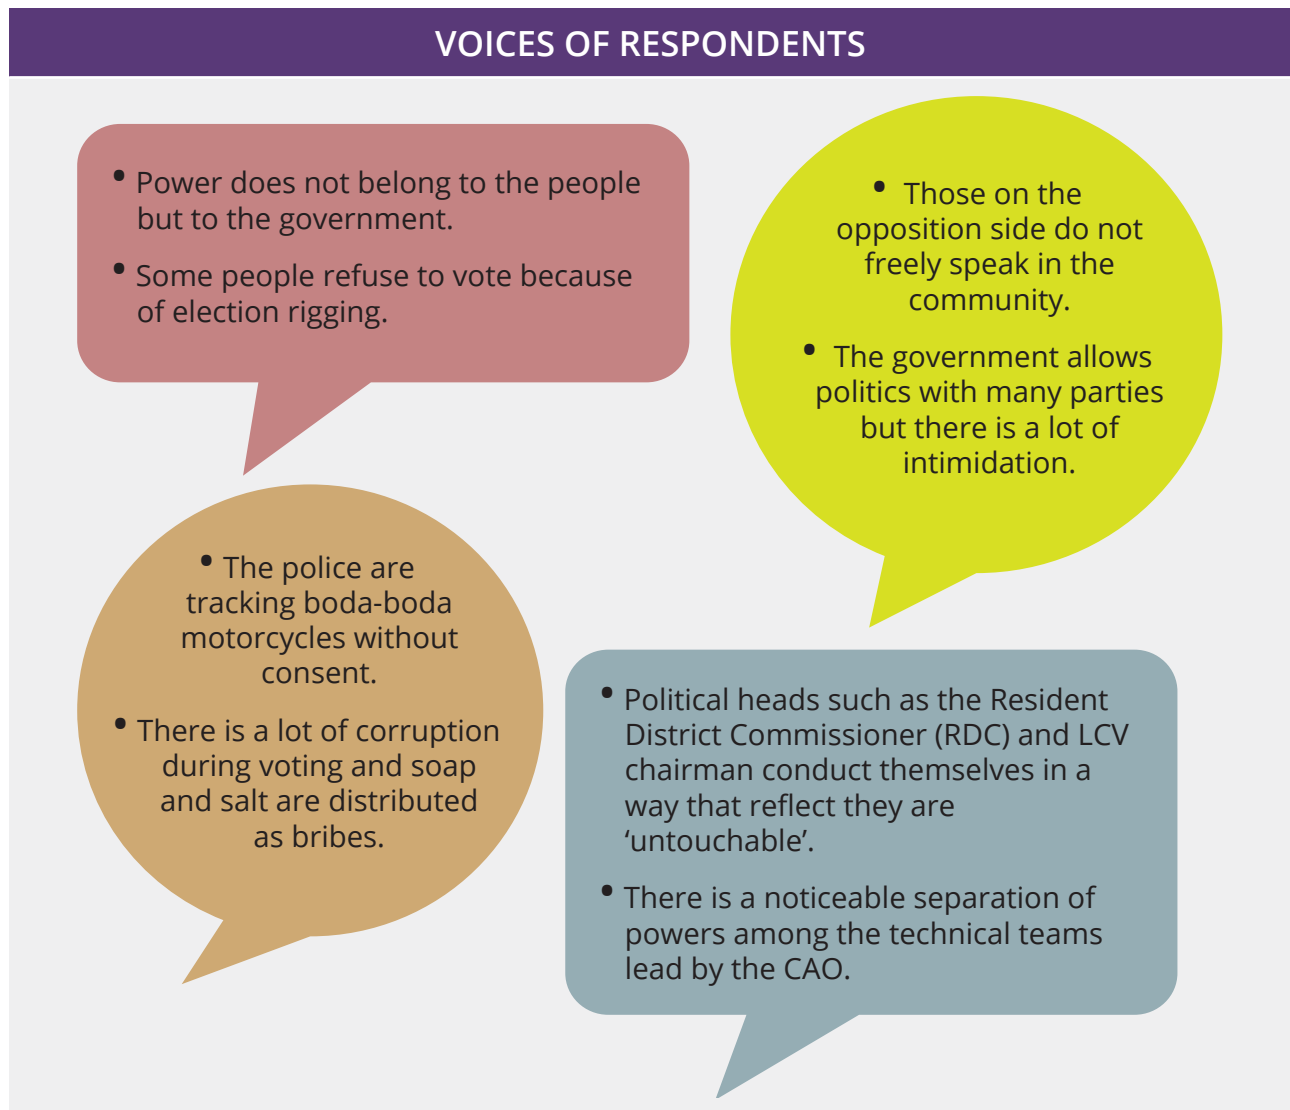 VOICES OF RESPONDENTS
• Power does not belong to the people
but to the government.
• Some people refuse to vote because
of election rigging.
• Those on the
opposition side do not
freely speak in the
community.
• The government allows
politics with many parties
but there is a lot of
intimidation.
• The police are
tracking boda-boda
motorcycles without
consent.
• There is a lot of corruption
during voting and soap
and salt are distributed
as bribes.
• Political heads such as the Resident
District Commissioner (RDC) and LCV
chairman conduct themselves in a
way that reflect they are
‘untouchable’.
• There is a noticeable separation of
powers among the technical teams
lead by the CAO.